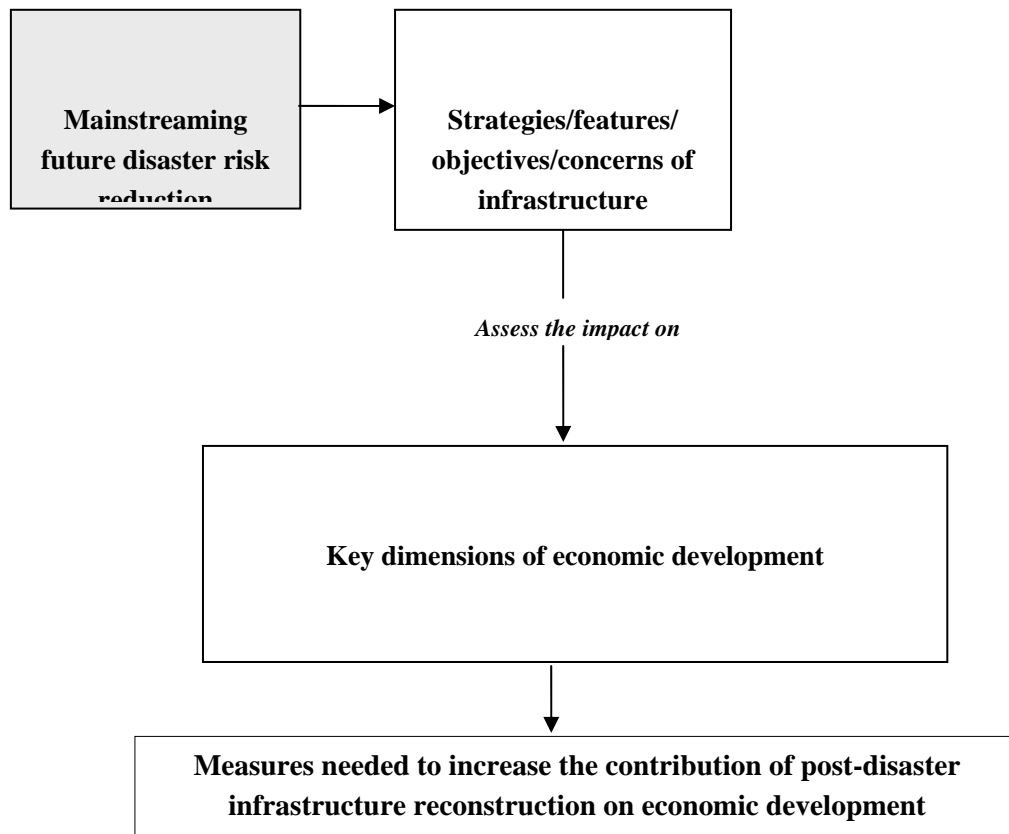 Mainstreaming
future disaster risk
reduction
Strategies/features/
objectives/concerns of
infrastructure
Assess the impact on
Key dimensions of economic development
Measures needed to increase the contribution of post-disaster
infrastructure reconstruction on economic development